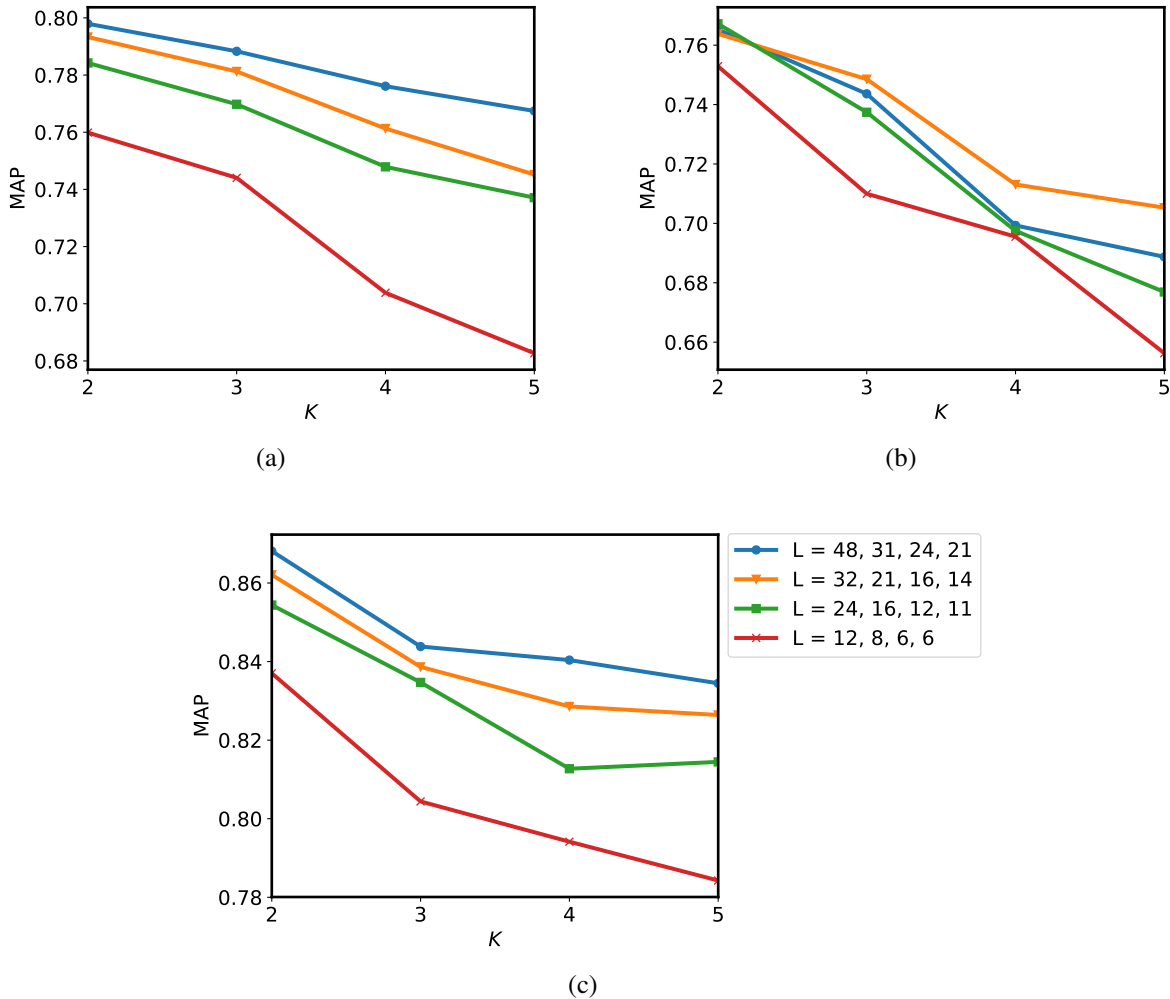 0.80
0.78
0.76
0.74
0.72
0.70
0.68
MAP
2 3 4 5
K
(a)
0.76
0.74
0.72
0.70
0.68
0.66
MAP
2 3 4 5
K
(b)
0.86
0.84
0.82
0.80
0.78
MAP
2 3 4 5
K
L = 48, 31, 24, 21
L = 32, 21, 16, 14
L = 24, 16, 12, 11
L = 12, 8, 6, 6
(c)